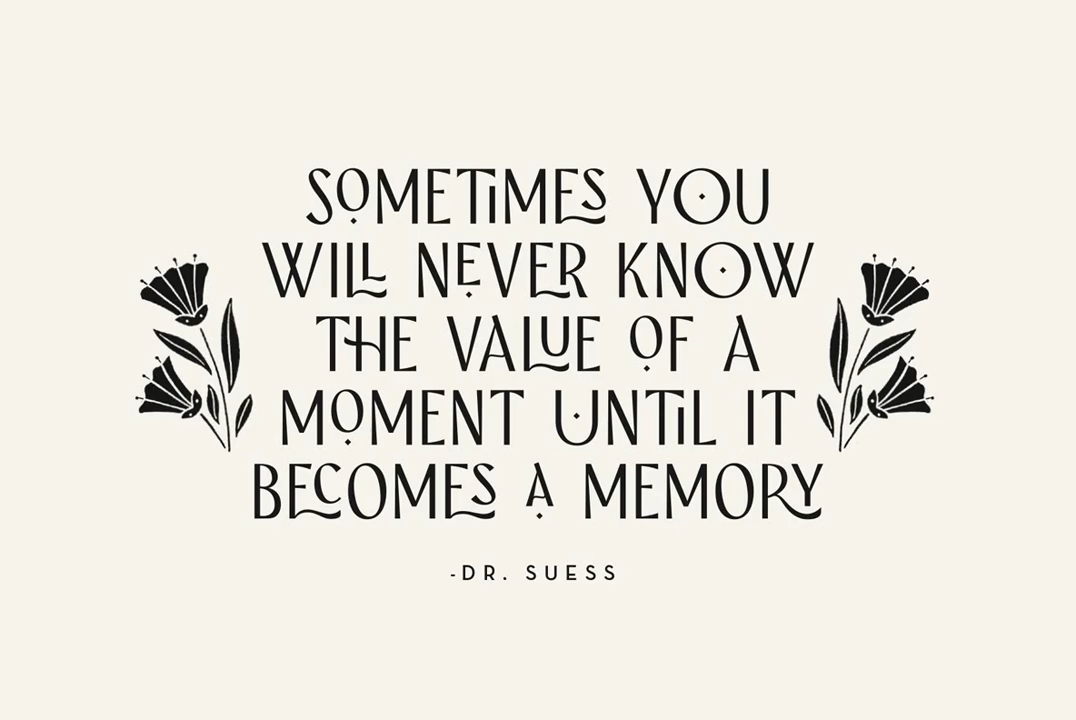 SOMETIMES YOU
WILL NEVER KNOW
THE VALUE OF A
MOMENT UNTIL IT
BECOMES A MEMORY
-DR. SUESS